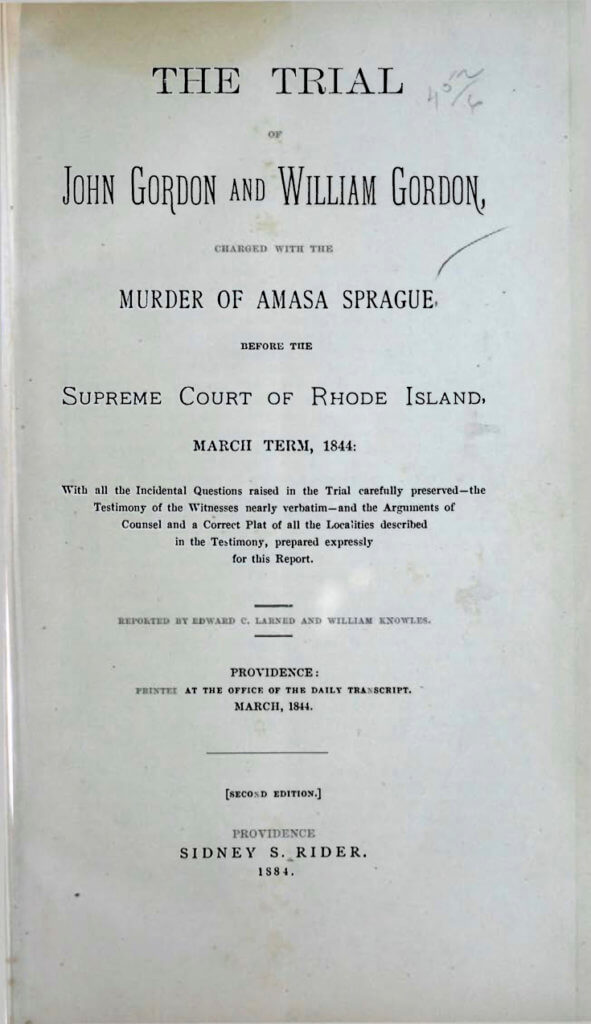 THE TRIAL
OF
JOHN GORDON AND WILLIAM GORDON,
CHARGED WITH THE
MURDER OF AMASA SPRAGUE,
BEFORE THE
SUPREME COURT OF RHODE ISLAND,
MARCH TERM, 1844:
With all the Incidental Questions raised in the Trial carefully preserved—the
Testimony of the Witnesses nearly verbatim—and the Arguments of
Counsel and a Correct Plat of all the Localities described
in the Testimony, prepared expressly
for this Report.
REPORTED BY EDWARD C. LARNED AND WILLIAM KNOWLES.
PROVIDENCE:
PRINTED AT THE OFFICE OF THE DAILY TRANSCRIPT.
MARCH, 1844.
[SECOND EDITION.]
PROVIDENCE
SIDNEY S. RIDER.
1884.